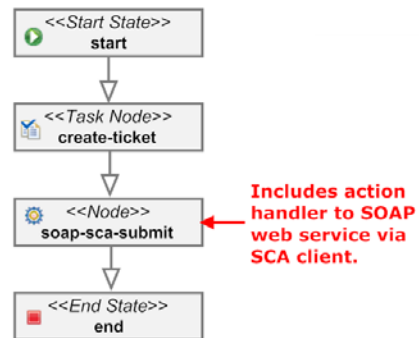 <<Start State>>
start
<<Task Node>>
create-ticket
<<Node>>
soap-sca-submit
Includes action
handler to SOAP
web service via
SCA client.
<<End State>>
end